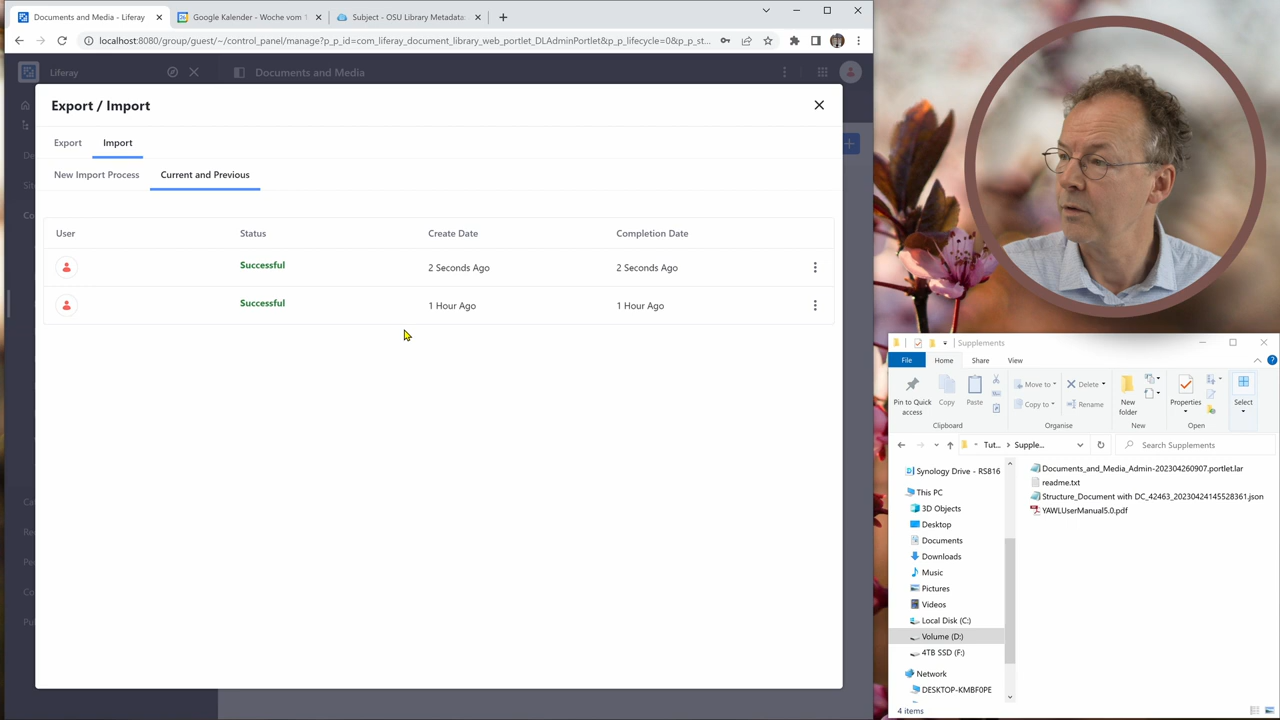 Documents and Media - Liferay
Google Kalender - Woche vom 1
Subject - OSU Library Metadata
localhost:8080/group/guest/~/control_panel/manage?p_p_id=com_liferay_document_library_web_portlet_DLAdminPortlet&p_p_lifecycle=0&p_p_st...
Liferay
Documents and Media
Export / Import
Export
Import
New Import Process
Current and Previous
User
Status
Create Date
Completion Date
Successful
2 Seconds Ago
2 Seconds Ago
Successful
1 Hour Ago
1 Hour Ago
Supplements
File
Home
Share
View
Pin to Quick access
Copy
Paste
Move to
Copy to
Delete
Rename
New folder
Properties
Select
Clipboard
Organise
New
Open
Tut...
Supple...
Search Supplements
Synology Drive - RS816
This PC
3D Objects
Desktop
Documents
Downloads
Music
Pictures
Videos
Local Disk (C:)
Volume (D:)
4TB SSD (F:)
Network
DESKTOP-KMBF0PE
Documents_and_Media_Admin-202304260907.portlet.lar
readme.txt
Structure_Document with DC_42463_20230424145528361.json
YAWLUserManual5.0.pdf
4 items